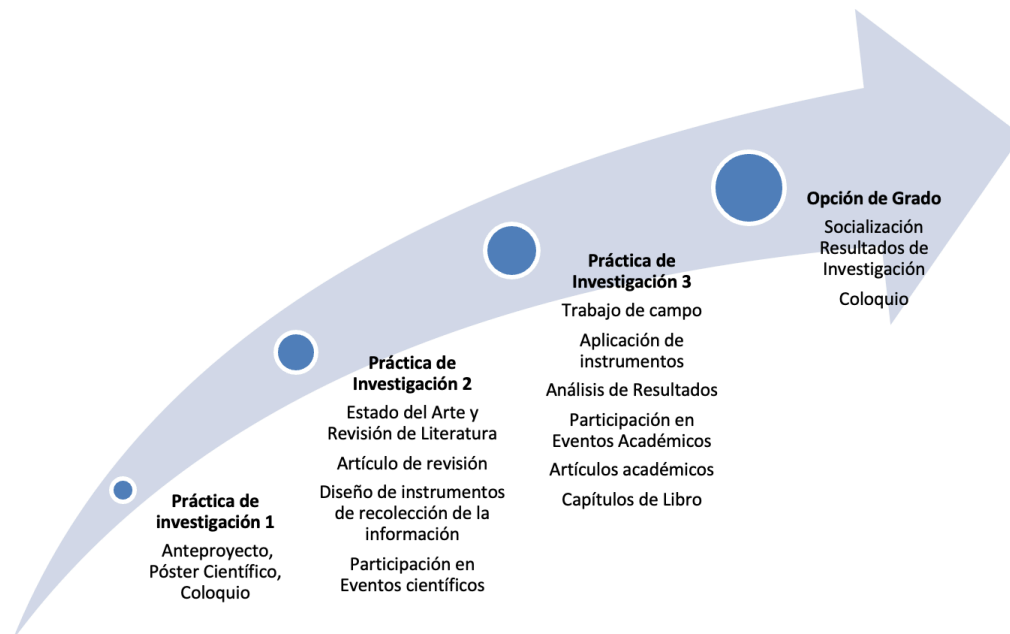 Práctica de
investigación 1
Anteproyecto,
Póster Científico,
Coloquio
Práctica de
Investigación 2
Estado del Arte y
Revisión de Literatura
Artículo de revisión
Diseño de instrumentos
de recolección de la
información
Participación en
Eventos científicos
Práctica de
Investigación 3
Trabajo de campo
Aplicación de
instrumentos
Análisis de Resultados
Participación en
Eventos Académicos
Artículos académicos
Capítulos de Libro
Opción de Grado
Socialización
Resultados de
Investigación
Coloquio